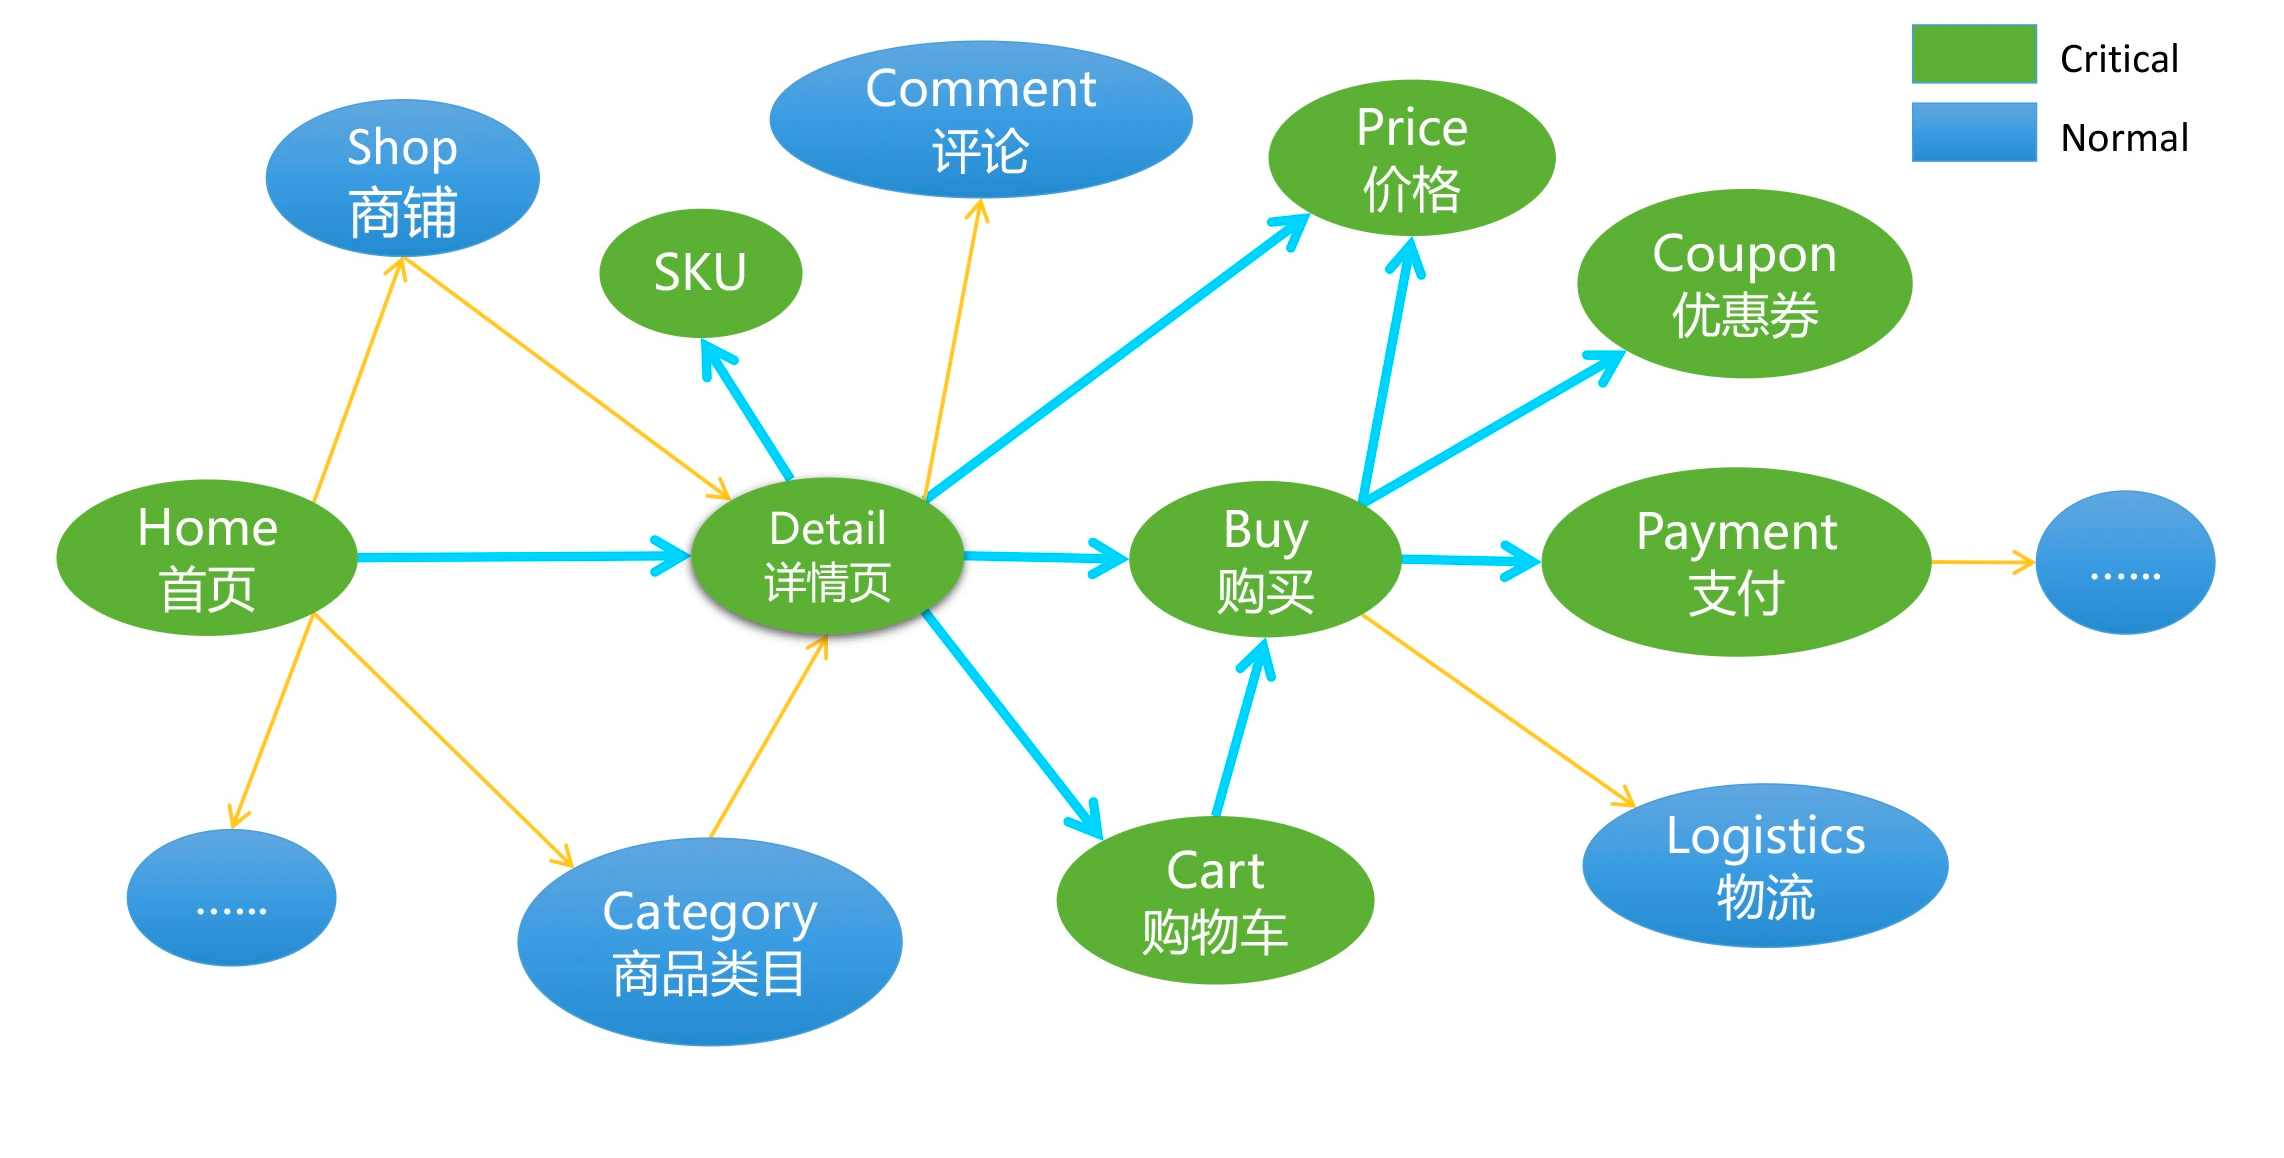 Critical
Normal
Comment
评论
Price
价格
Shop
商铺
SKU
Coupon
优惠券
Home
首页
Detail
详情页
Buy
购买
Payment
支付
......
......
Category
商品类目
Cart
购物车
Logistics
物流